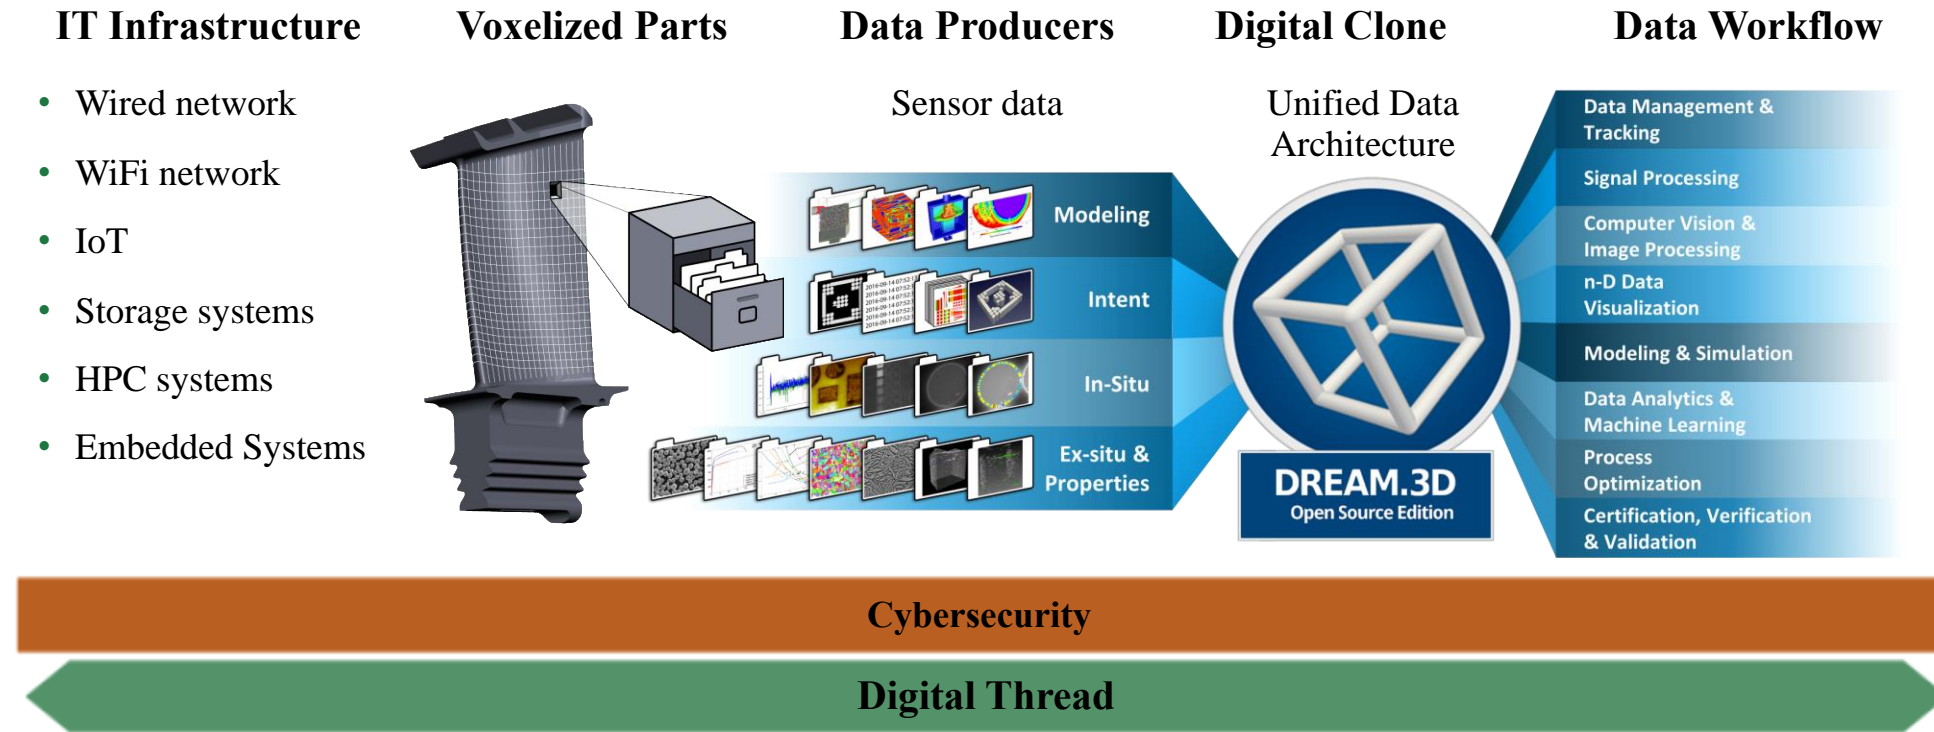 IT Infrastructure
Voxelized Parts
Data Producers
Digital Clone
Data Workflow
• Wired network
• WiFi network
• IoT
• Storage systems
• HPC systems
• Embedded Systems
Sensor data
Modeling
Intent
In-Situ
Ex-situ &
Properties
Unified Data
Architecture
DREAM.3D
Open Source Edition
Data Management &
Tracking
Signal Processing
Computer Vision &
Image Processing
n-D Data
Visualization
Modeling & Simulation
Data Analytics &
Machine Learning
Process
Optimization
Certification, Verification
& Validation
Cybersecurity
Digital Thread